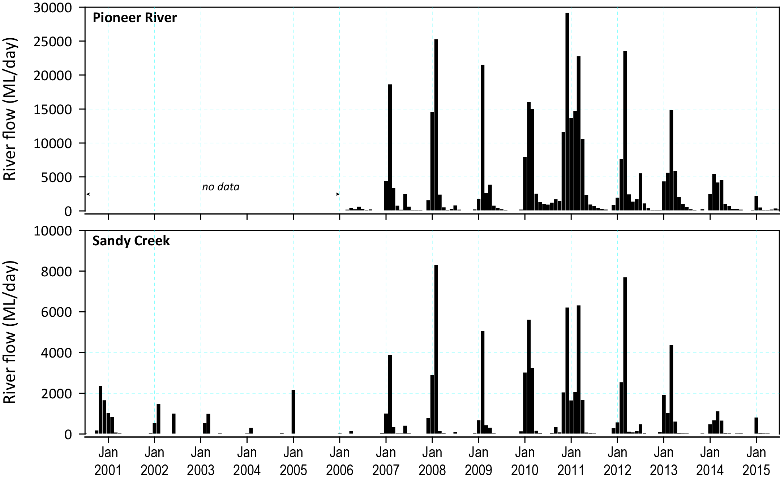 Pioneer River
River flow (ML/day)
30000
25000
20000
15000
10000
5000
0
no data
Sandy Creek
River flow (ML/day)
10000
8000
6000
4000
2000
0
Jan Jan Jan Jan Jan Jan Jan Jan Jan Jan Jan Jan Jan Jan Jan
2001 2002 2003 2004 2005 2006 2007 2008 2009 2010 2011 2012 2013 2014 2015